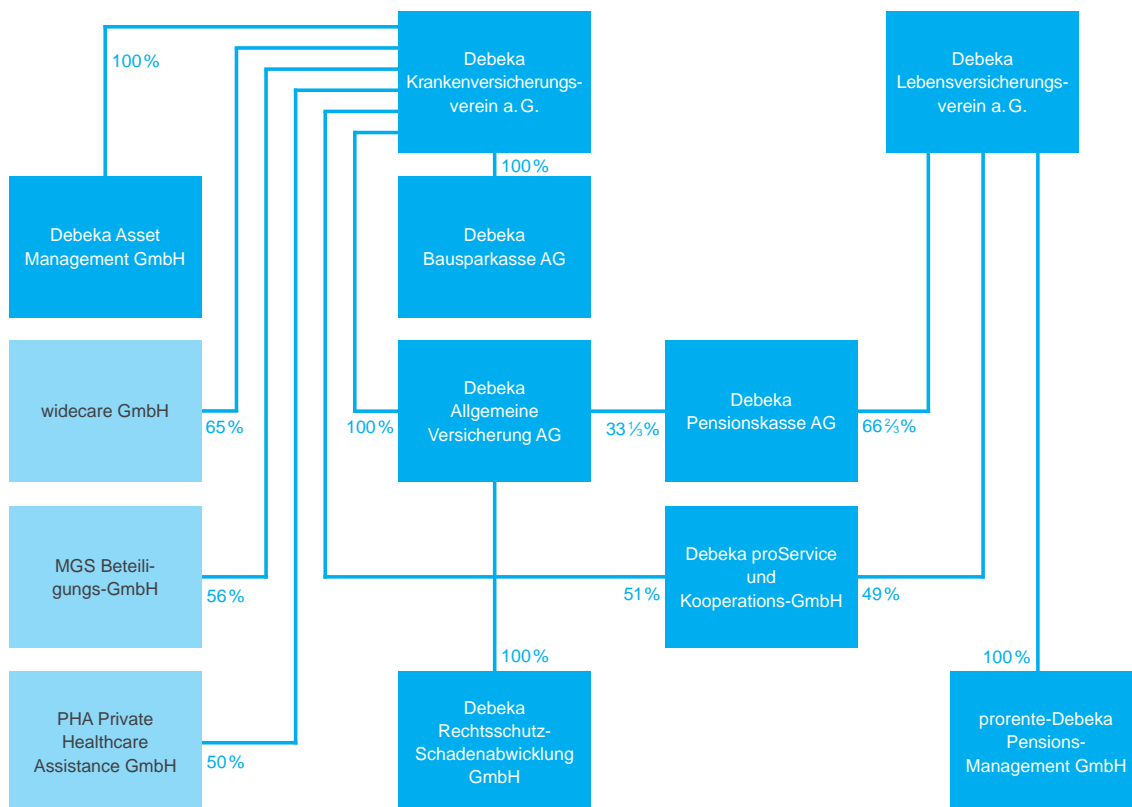 Debeka
Krankenversicherungs-
verein a. G.
Debeka
Lebensversicherungs-
verein a. G.
100 %
100 %
Debeka Asset
Management GmbH
Debeka
Bausparkasse AG
widecare GmbH
65 %
100 %
Debeka
Allgemeine
Versicherung AG
33 ⅓ %
Debeka
Pensionskasse AG
66 ⅔ %
MGS Beteili-
gungs-GmbH
56 %
51 %
Debeka proService
und
Kooperations-GmbH
49 %
100 %
100 %
PHA Private
Healthcare
Assistance GmbH
50 %
Debeka
Rechtsschutz-
Schadenabwicklung
GmbH
prorente-Debeka
Pensions-
Management GmbH